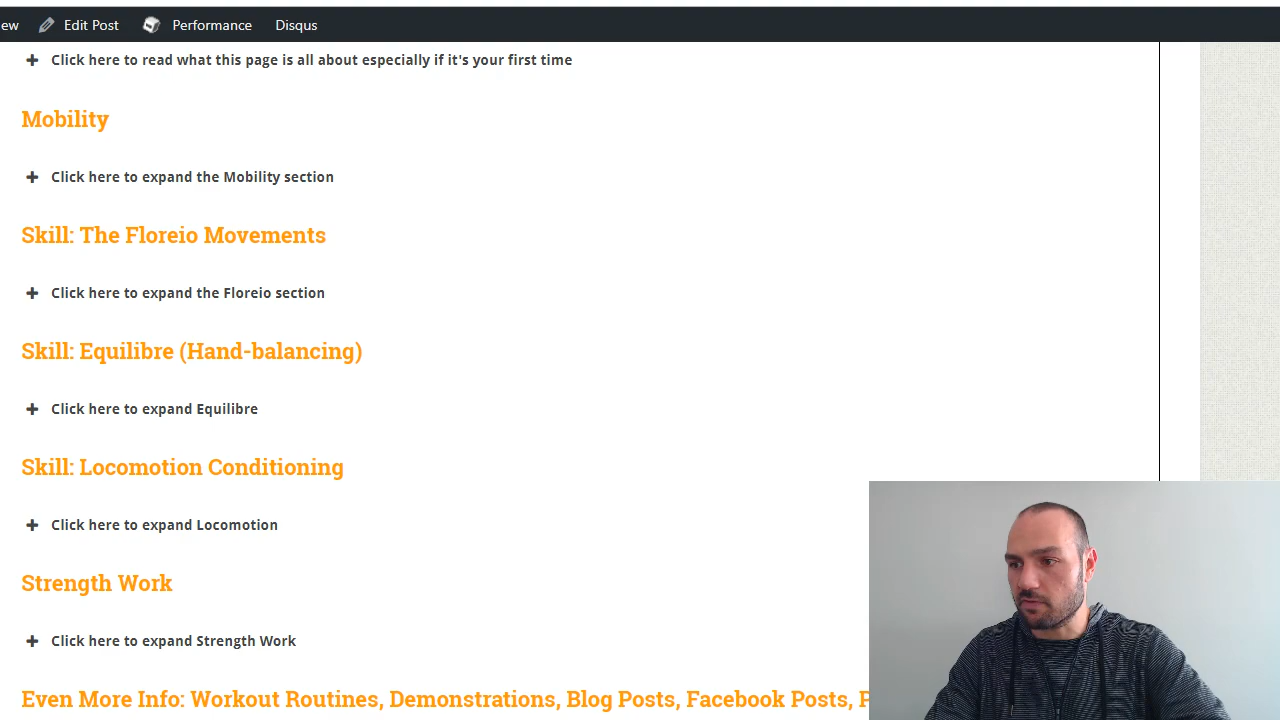 ew Edit Post Performance Disqus
Click here to read what this page is all about especially if it's your first time
Mobility
Click here to expand the Mobility section
Skill: The Floreio Movements
Click here to expand the Floreio section
Skill: Equilibre (Hand-balancing)
Click here to expand Equilibre
Skill: Locomotion Conditioning
Click here to expand Locomotion
Strength Work
Click here to expand Strength Work
Even More Info: Workout Routines, Demonstrations, Blog Posts, Facebook Posts,